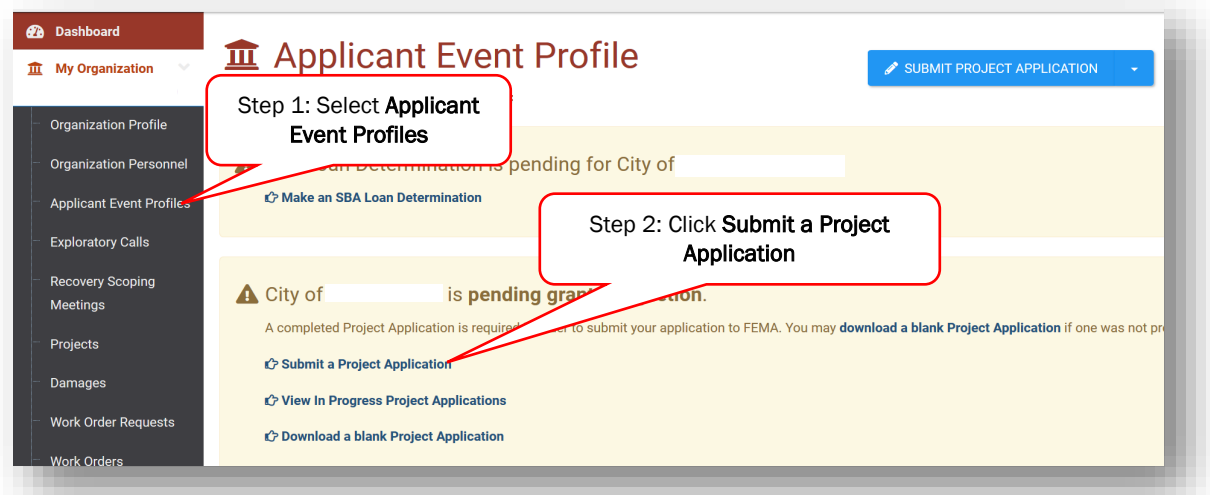 Dashboard
My Organization
Organization Profile
Organization Personnel
Applicant Event Profiles
Exploratory Calls
Recovery Scoping
Meetings
Projects
Damages
Work Order Requests
Work Orders
Applicant Event Profile
SUBMIT PROJECT APPLICATION
Step 1: Select Applicant
Event Profiles
Determination is pending for City of
Make an SBA Loan Determination
Step 2: Click Submit a Project
Application
City of is pending
A completed Project Application is required to submit your application to FEMA. You may download a blank Project Application if one was not
Submit a Project Application
View In Progress Project Applications
Download a blank Project Application